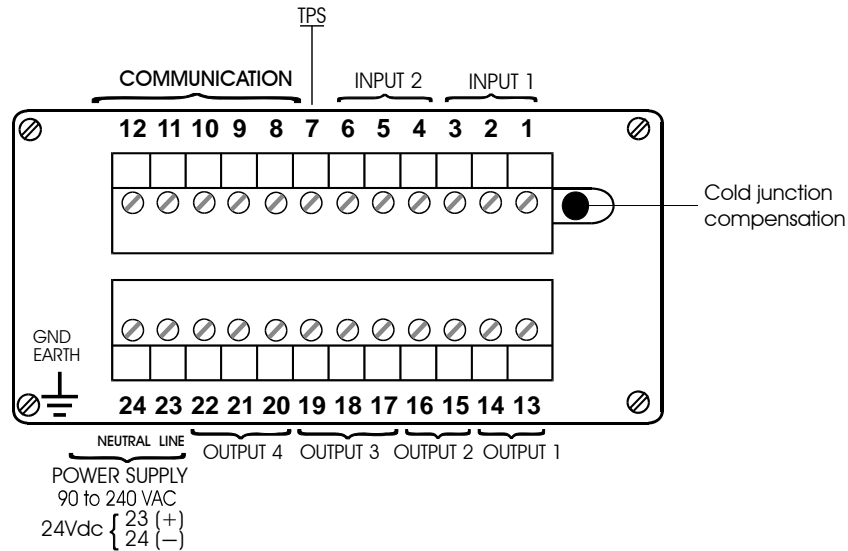 TPS
COMMUNICATION INPUT 2 INPUT 1
12 11 10 9 8 7 6 5 4 3 2 1
Cold junction
compensation
GND
EARTH
24 23 22 21 20 19 18 17 16 15 14 13
NEUTRAL LINE OUTPUT 4 OUTPUT 3 OUTPUT 2 OUTPUT 1
POWER SUPPLY
90 to 240 VAC
24Vdc { 23 (+)
24 (—)